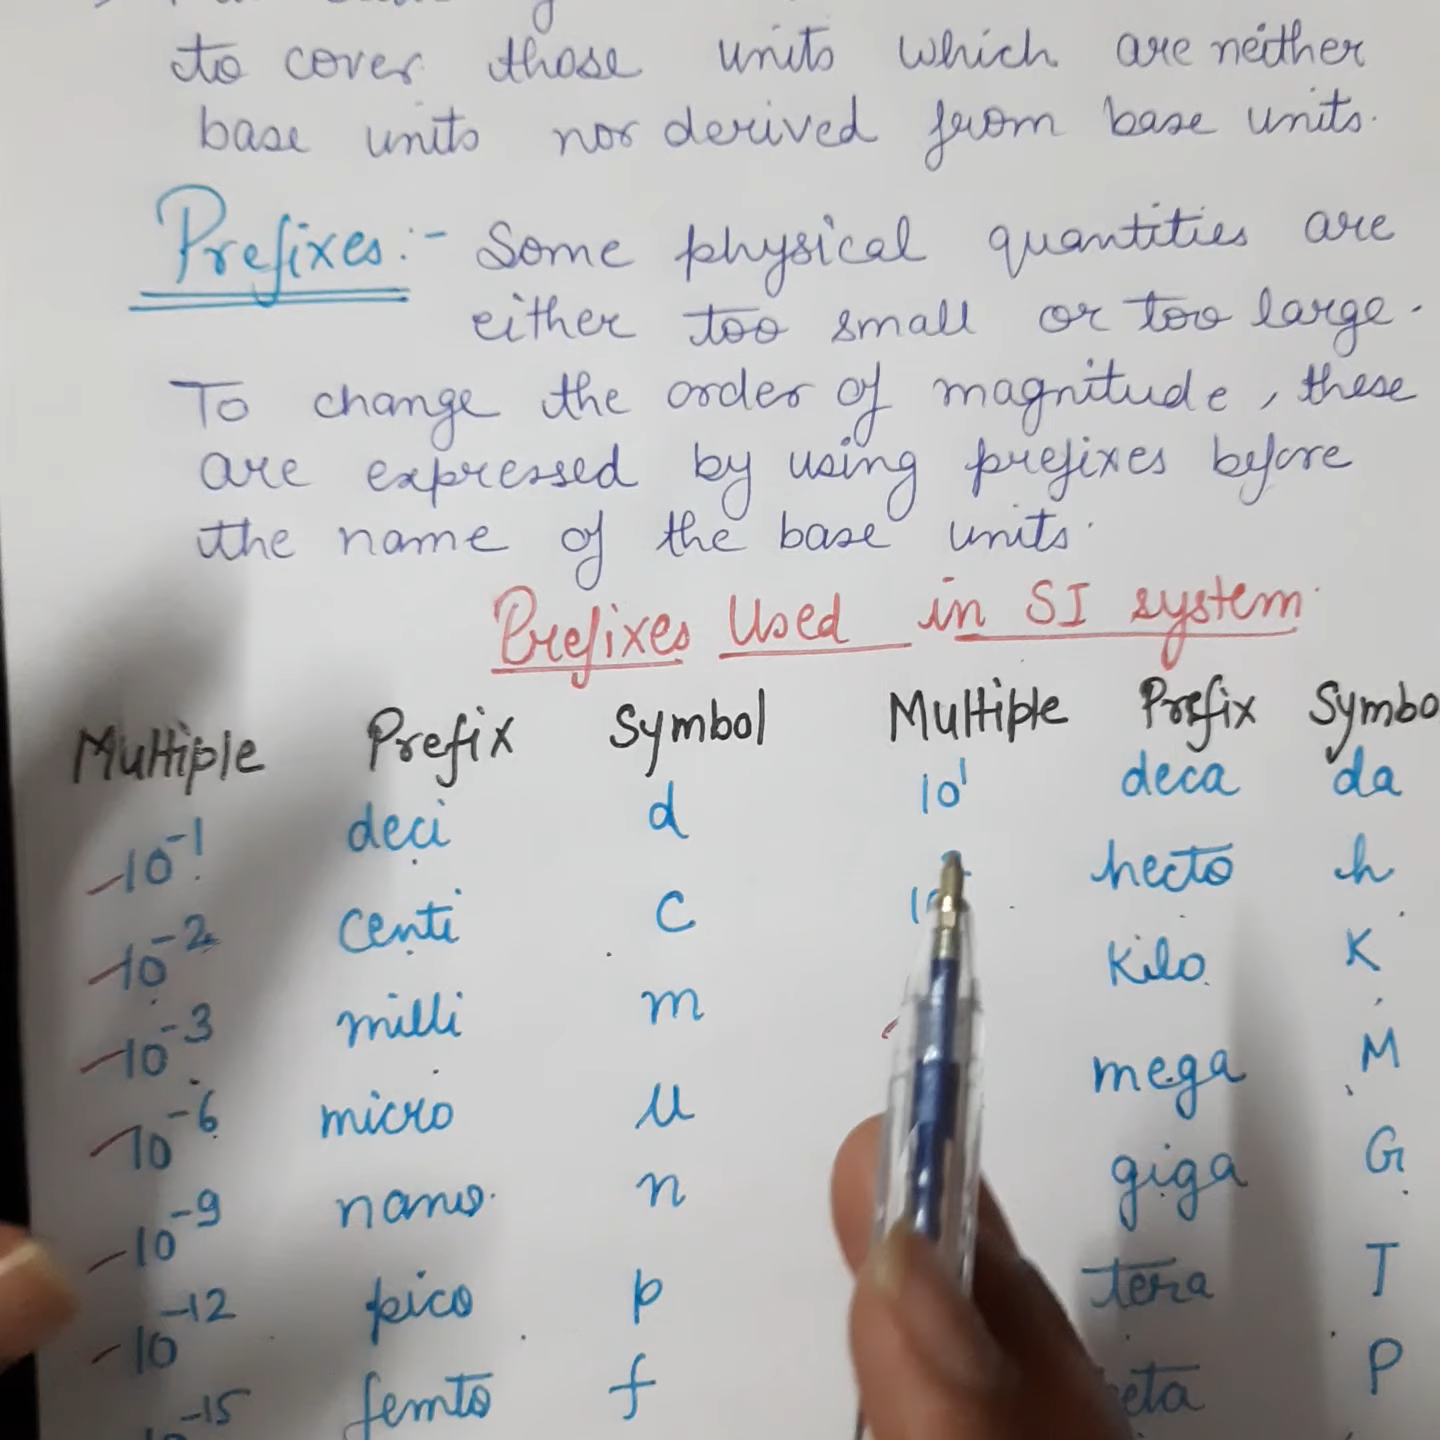 to cover those units which are neither
base units nor derived from base units.
Prefixes:- Some physical quantities are
either too small or too large.
To change the order of magnitude, these
are expressed by using prefixes before
the name of the base units.
Prefixes Used in SI system
Multiple Prefix Symbol Multiple Prefix Symbo
10⁻¹ deci d 10¹ deca da
10⁻² centi c hecto h
10⁻³ milli m kilo K
10⁻⁶ micro μ mega M
10⁻⁹ nano n giga G
10⁻¹² pico p tera T
10⁻¹⁵ femto f eta P